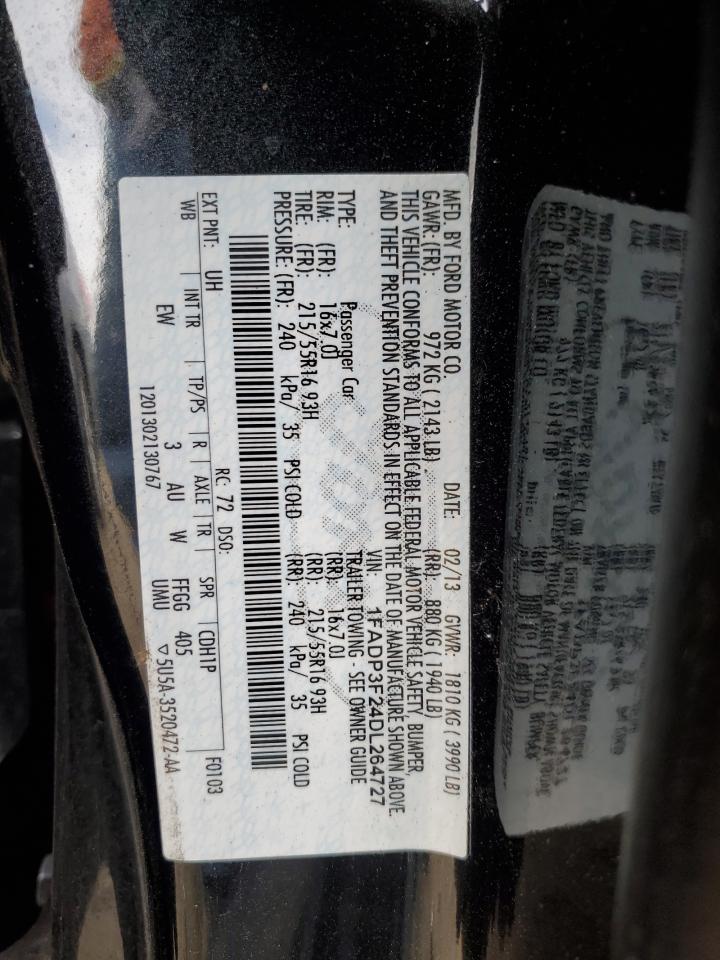 MFD. BY FORD MOTOR CO.
DATE: 02/13 GVWR: 1810 KG ( 3990 LB)
GAWR: (FR): 972 KG ( 2143 LB) (RR): 880 KG ( 1940 LB)
THIS VEHICLE CONFORMS TO ALL APPLICABLE FEDERAL MOTOR VEHICLE SAFETY, BUMPER,
AND THEFT PREVENTION STANDARDS IN EFFECT ON THE DATE OF MANUFACTURE SHOWN ABOVE.
VIN: 1FADP3F24DL264727
TYPE: Passenger Car TRAILER TOWING - SEE OWNER GUIDE
RIM: (FR): 16x7.0J (RR): 16x7.0J
TIRE: (FR): 215/55R16 93H (RR): 215/55R16 93H
PRESSURE: (FR): 240 kPa/ 35 PSI COLD (RR): 240 kPa/ 35 PSI COLD
EXT PNT: UH RC: 72 DSO: F0103
WB INT TR TP/PS R AXLE TR SPR CDH1P
EW 3 AU W FFGG 405
UMU
1201302130767 ▽5U5A-3520472-AA